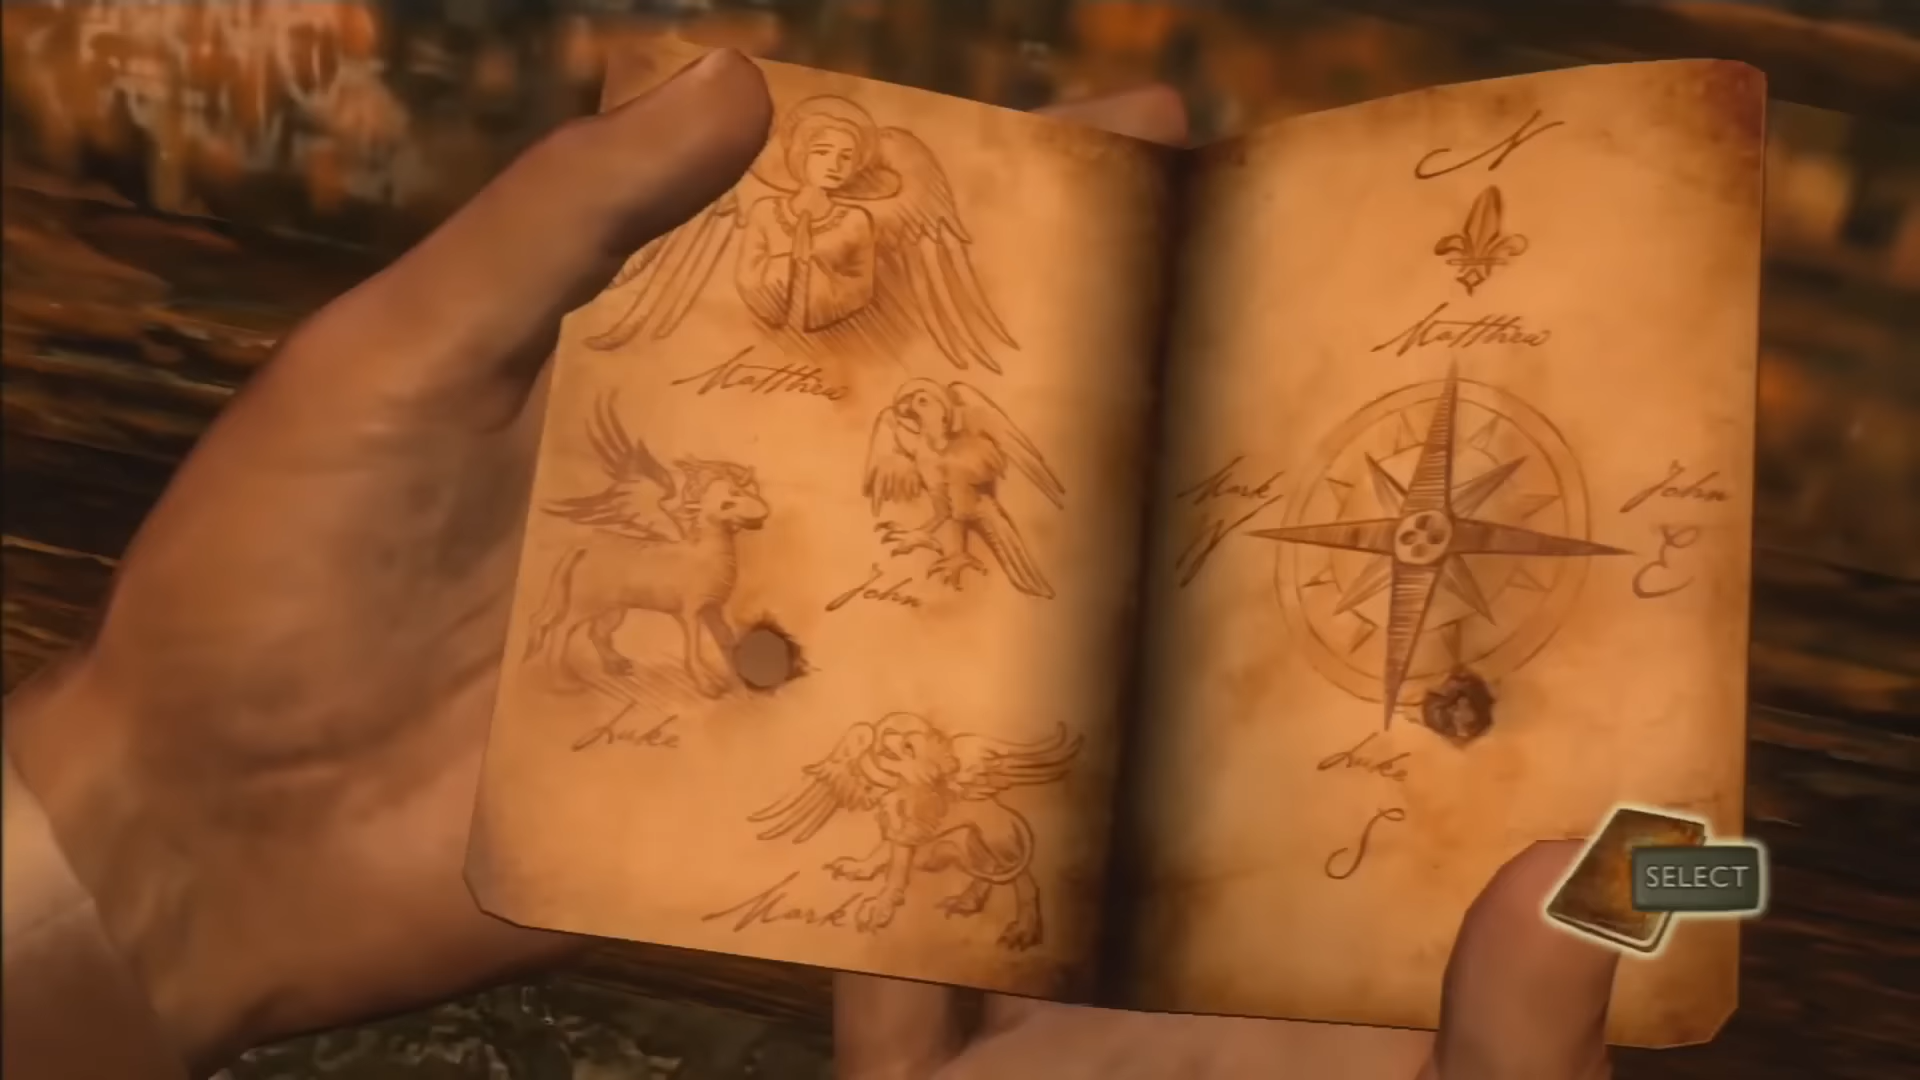 Matthew
John
Luke
Mark
N
Matthew
Mark
W
John
E
Luke
S
SELECT